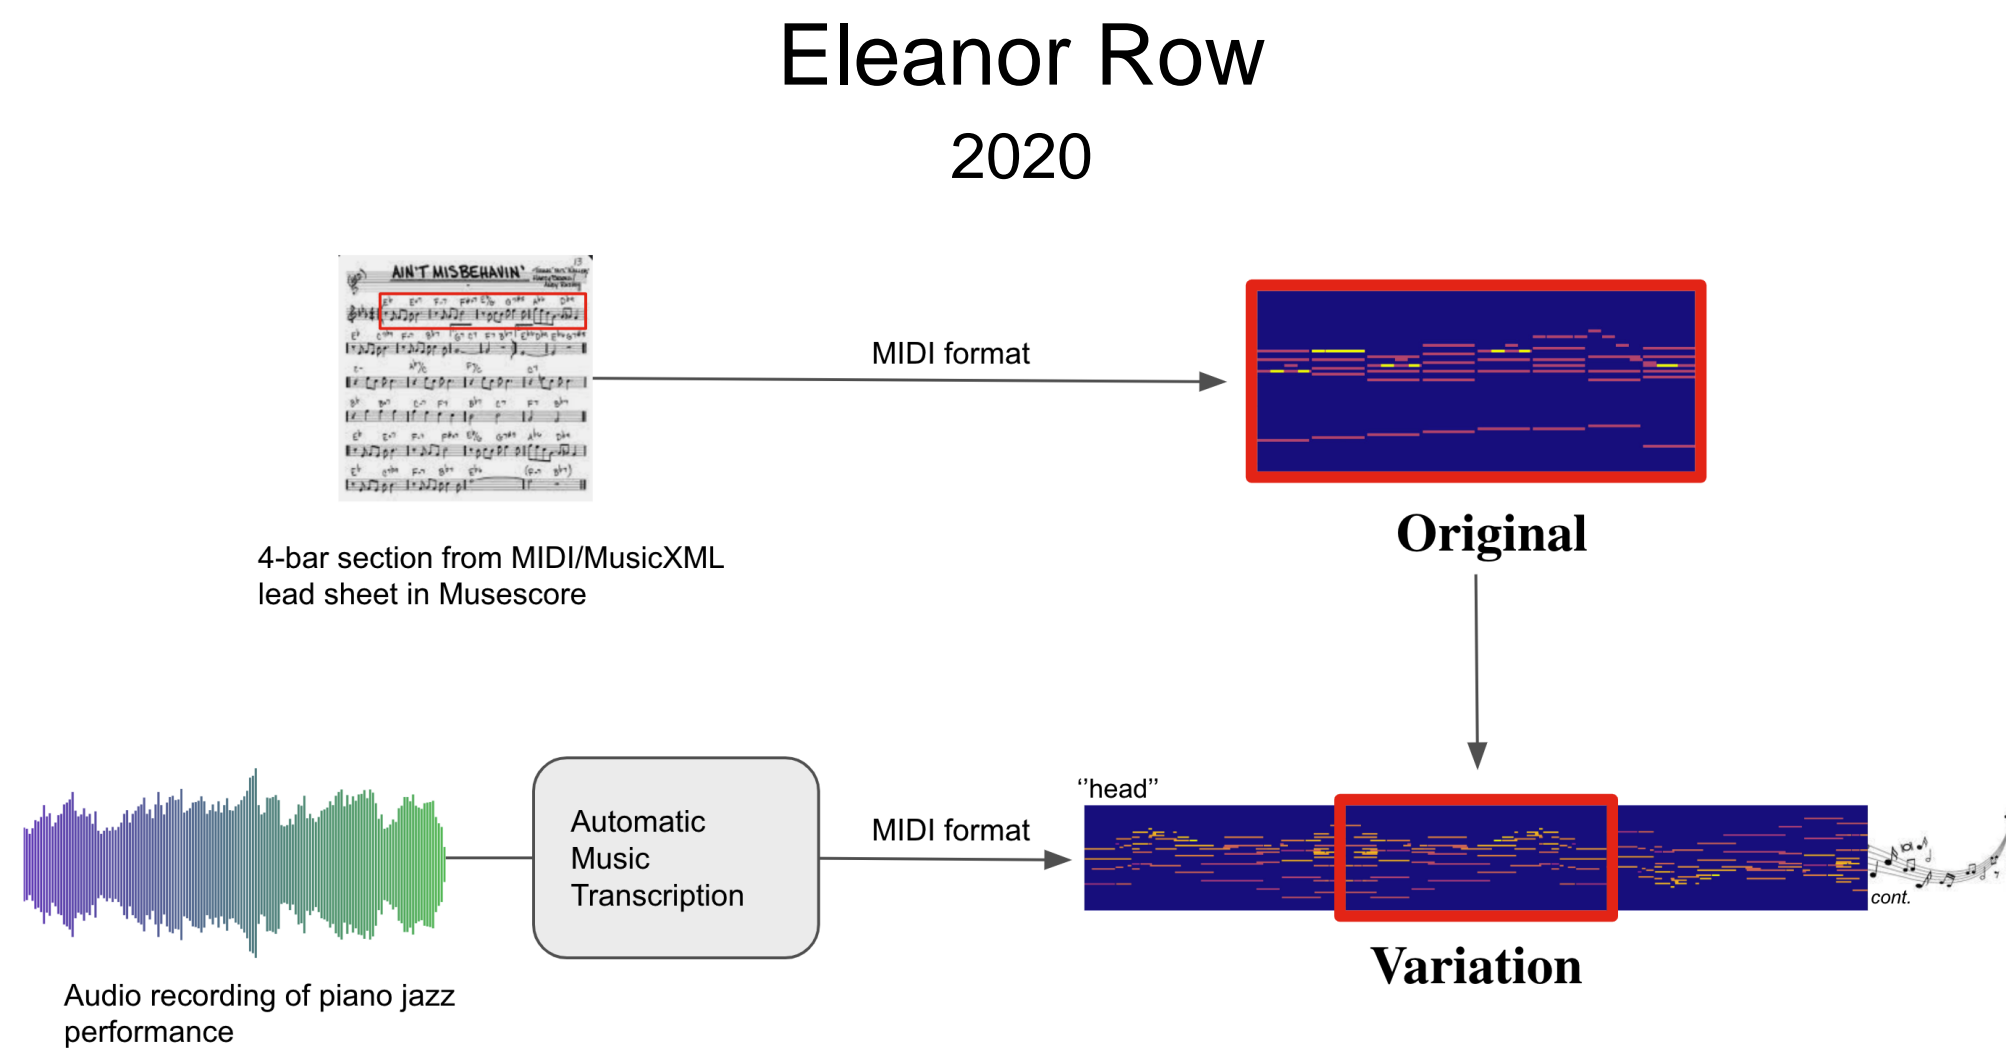 Eleanor Row
2020
13
AIN'T MISBEHAVIN'
MIDI format
Original
4-bar section from MIDI/MusicXML
lead sheet in Musescore
‘’head’’
Automatic
Music
Transcription
MIDI format
cont.
Variation
Audio recording of piano jazz
performance